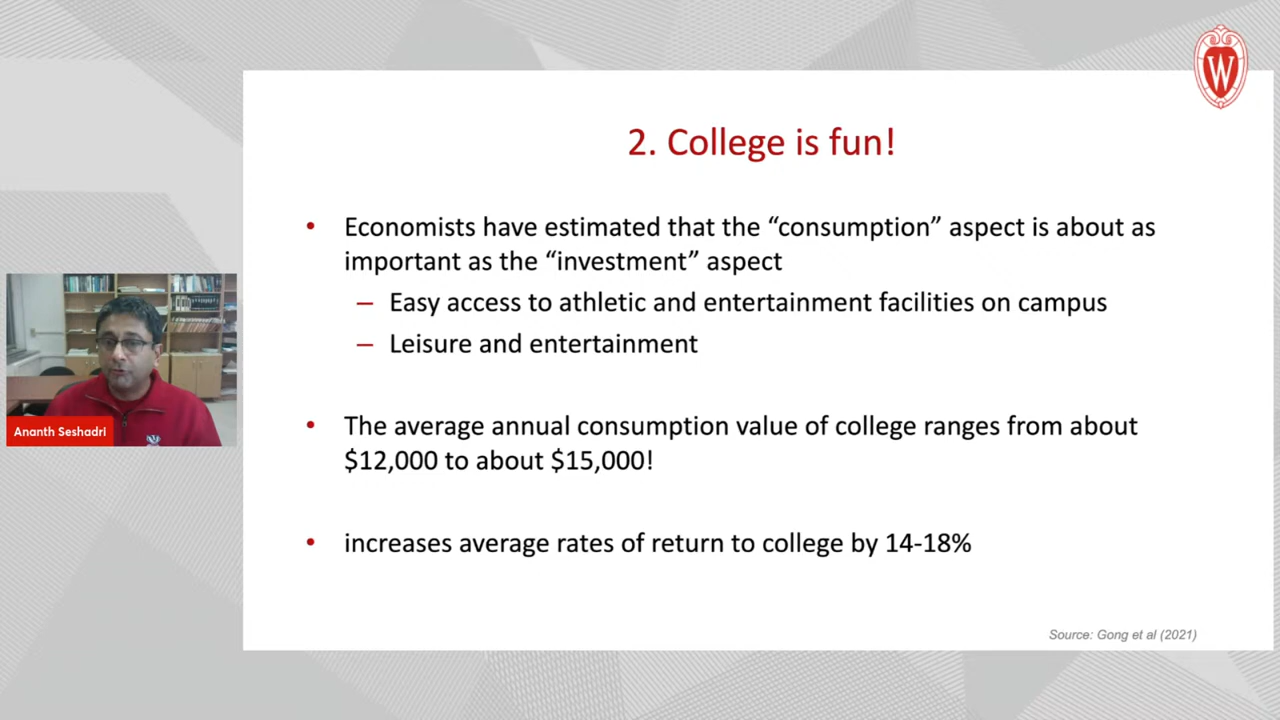 W
2. College is fun!
• Economists have estimated that the “consumption” aspect is about as
important as the “investment” aspect
– Easy access to athletic and entertainment facilities on campus
– Leisure and entertainment
• The average annual consumption value of college ranges from about
$12,000 to about $15,000!
• increases average rates of return to college by 14-18%
Source: Gong et al (2021)
Ananth Seshadri